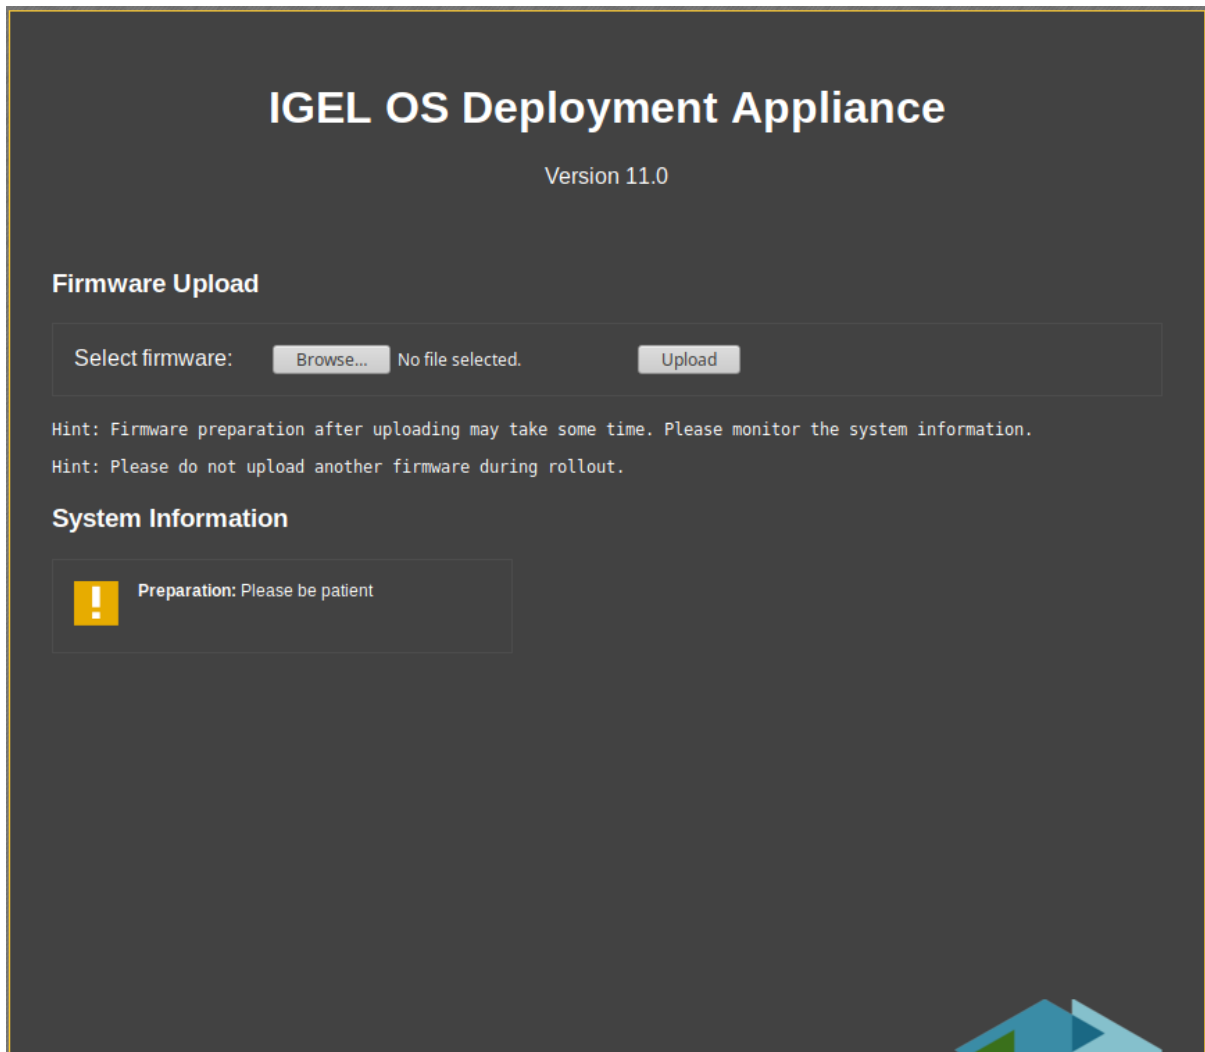 IGEL OS Deployment Appliance
Version 11.0
Firmware Upload
Select firmware: Browse... No file selected. Upload
Hint: Firmware preparation after uploading may take some time. Please monitor the system information.
Hint: Please do not upload another firmware during rollout.
System Information
Preparation: Please be patient